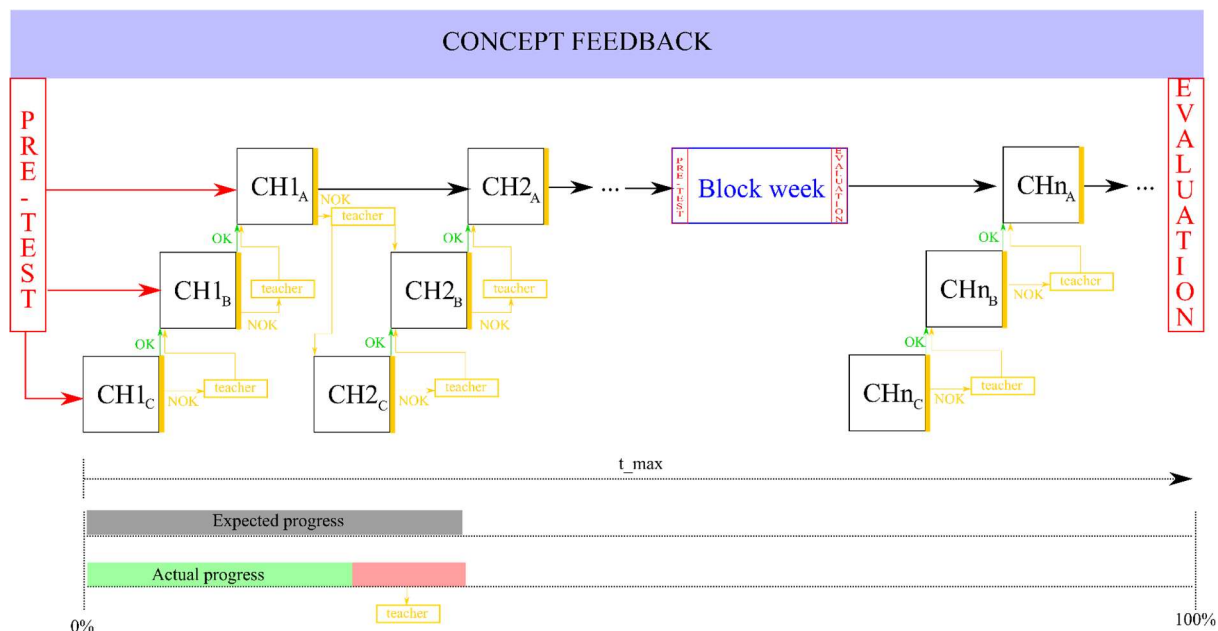 CONCEPT FEEDBACK
PRE-TEST
EVALUATION
CH1A
CH2A
...
PRE-TEST
Block week
EVALUATION
CHnA
...
NOK
teacher
OK
OK
OK
CH1B
teacher
NOK
CH2B
teacher
NOK
CHnB
teacher
NOK
OK
OK
OK
CH1C
teacher
NOK
CH2C
teacher
NOK
CHnC
teacher
NOK
t_max
Expected progress
Actual progress
teacher
0%
100%